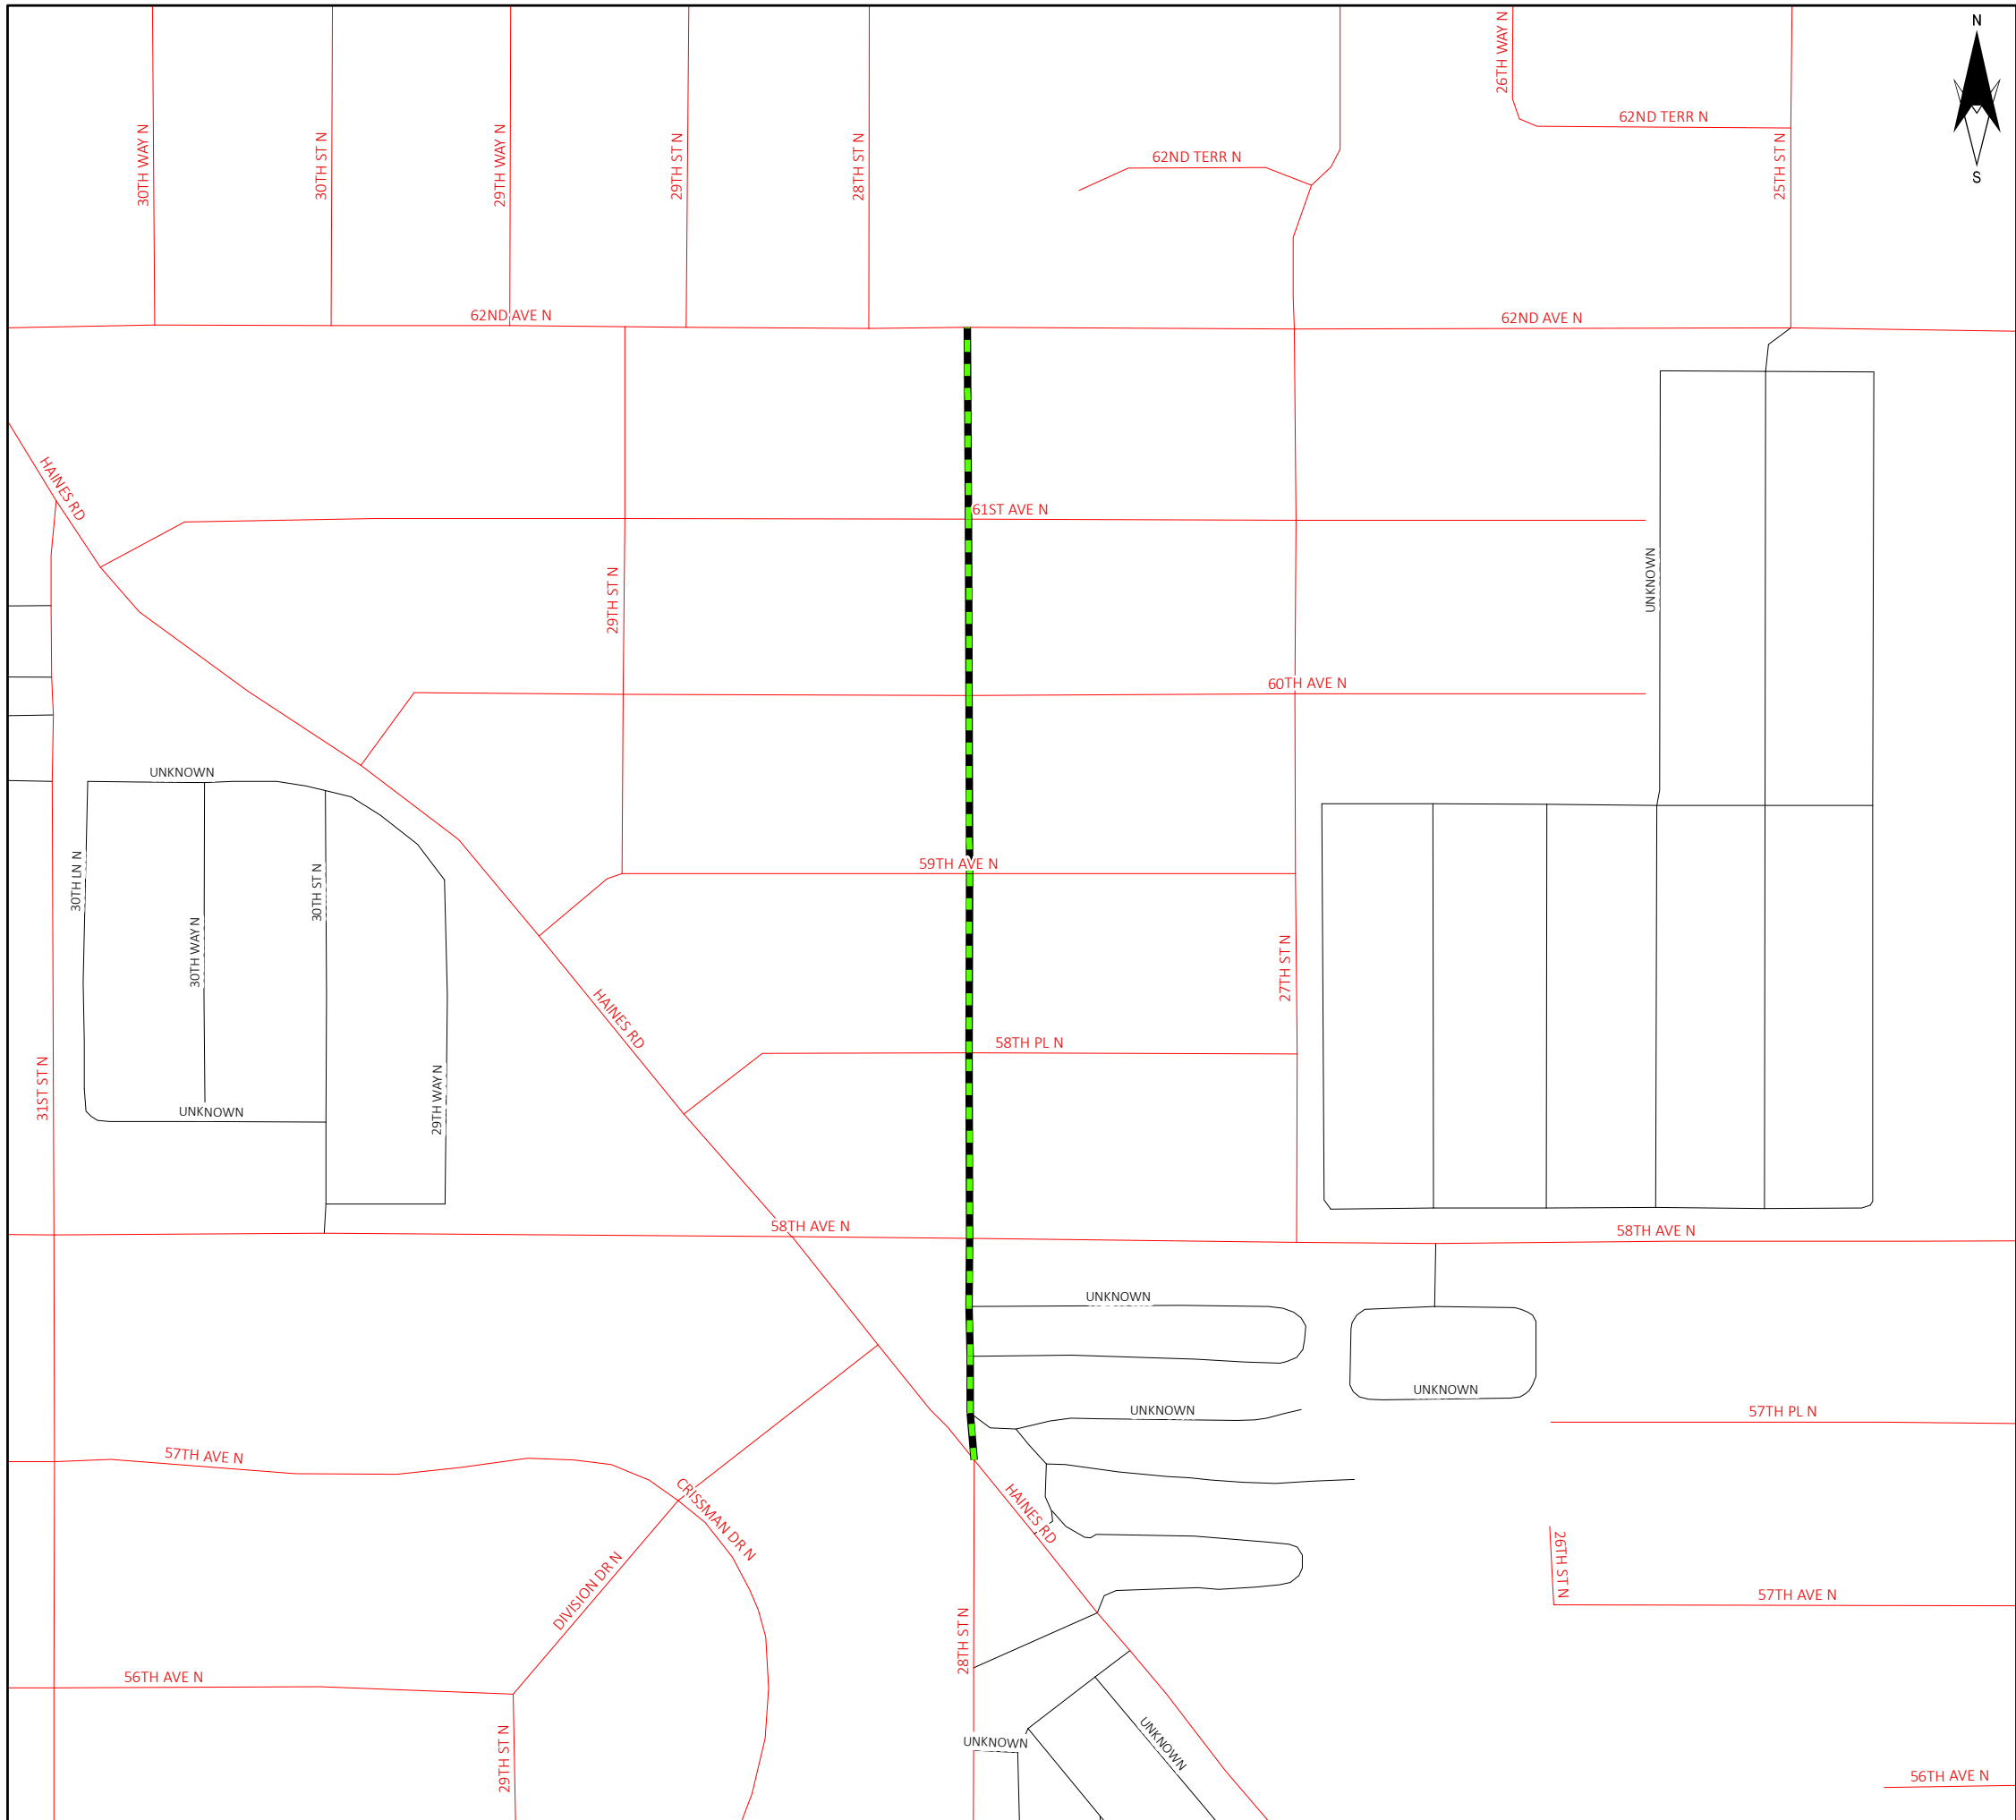 N
S
26TH WAY N
62ND TERR N
30TH WAY N
30TH ST N
29TH WAY N
29TH ST N
28TH ST N
62ND TERR N
25TH ST N
62ND AVE N
62ND AVE N
HAINES RD
61ST AVE N
29TH ST N
UNKNOWN
60TH AVE N
UNKNOWN
30TH LN N
30TH ST N
59TH AVE N
30TH WAY N
27TH ST N
HAINES RD
58TH PL N
31ST ST N
29TH WAY N
UNKNOWN
58TH AVE N
58TH AVE N
UNKNOWN
UNKNOWN
UNKNOWN
57TH PL N
57TH AVE N
CRISSMAN DR N
HAINES RD
26TH ST N
DIVISION DR N
57TH AVE N
28TH ST N
56TH AVE N
29TH ST N
UNKNOWN
UNKNOWN
56TH AVE N